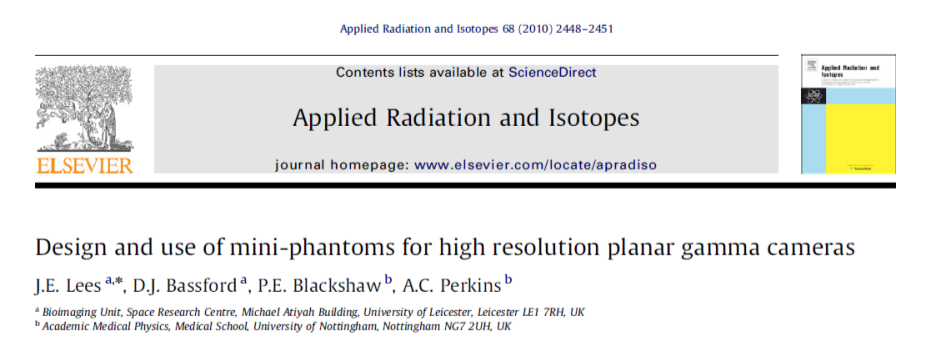 Applied Radiation and Isotopes 68 (2010) 2448–2451
Contents lists available at ScienceDirect
Applied Radiation and Isotopes
journal homepage: www.elsevier.com/locate/apradiso
ELSEVIER
Applied Radiation and
Isotopes
Design and use of mini-phantoms for high resolution planar gamma cameras
J.E. Lees a,*, D.J. Bassford a, P.E. Blackshaw b, A.C. Perkins b
a Bioimaging Unit, Space Research Centre, Michael Atiyah Building, University of Leicester, Leicester LE1 7RH, UK
b Academic Medical Physics, Medical School, University of Nottingham, Nottingham NG7 2UH, UK